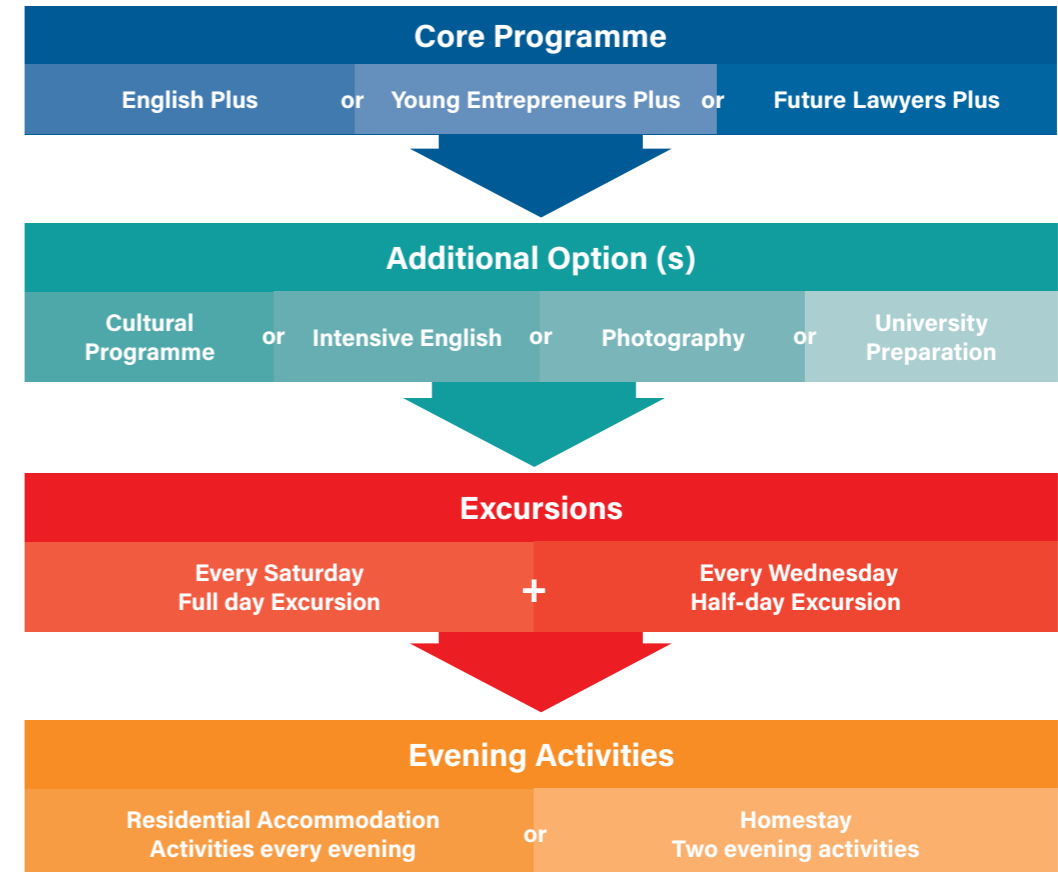 Core Programme
English Plus or Young Entrepreneurs Plus or Future Lawyers Plus
Additional Option (s)
Cultural
Programme
or
Intensive English
or
Photography
or
University
Preparation
Excursions
Every Saturday
Full day Excursion
+
Every Wednesday
Half-day Excursion
Evening Activities
Residential Accommodation
Activities every evening
or
Homestay
Two evening activities